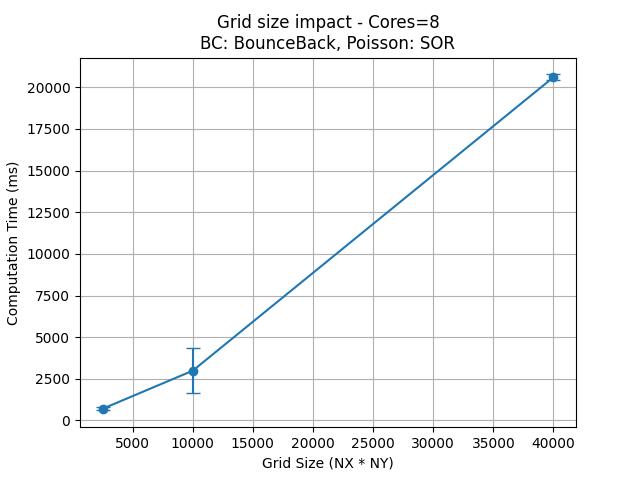 Grid size impact - Cores=8
BC: BounceBack, Poisson: SOR
Computation Time (ms)
20000
17500
15000
12500
10000
7500
5000
2500
0
5000 10000 15000 20000 25000 30000 35000 40000
Grid Size (NX * NY)